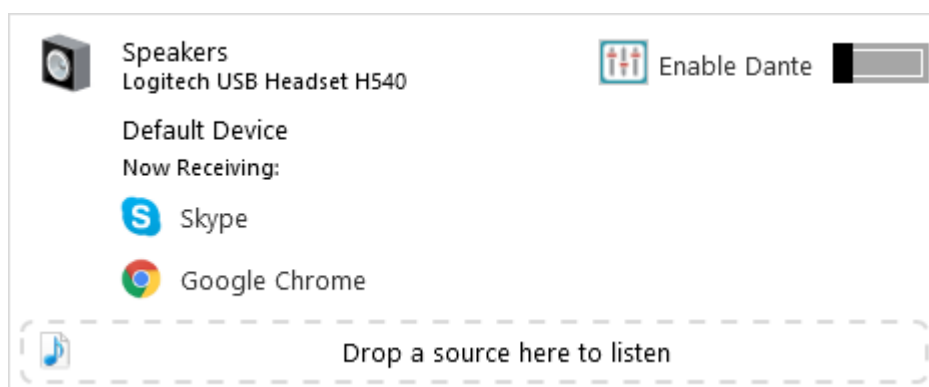 Speakers
Logitech USB Headset H540
Enable Dante
Default Device
Now Receiving:
Skype
Google Chrome
Drop a source here to listen